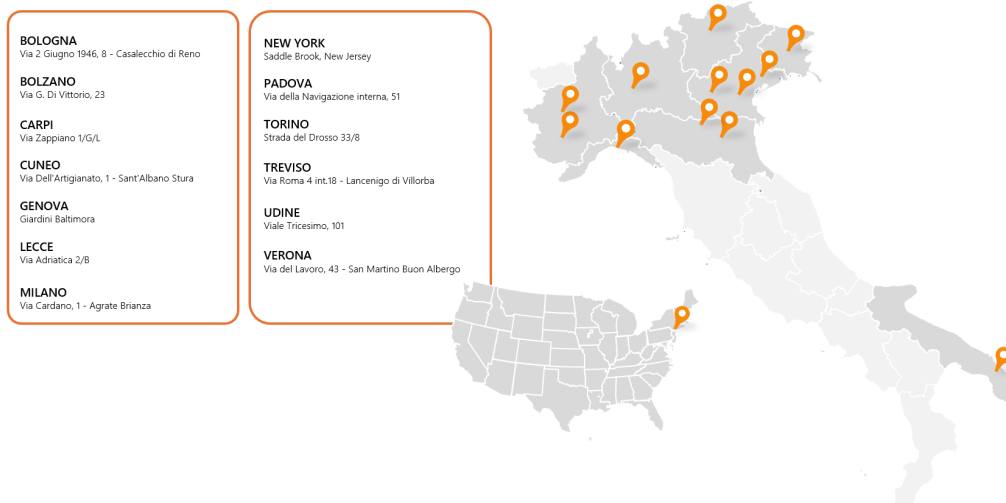 BOLOGNA
Via 2 Giugno 1946, 8 - Casalecchio di Reno
BOLZANO
Via G. Di Vittorio, 23
CARPI
Via Zappiano 1/G/L
CUNEO
Via Dell'Artigianato, 1 - Sant'Albano Stura
GENOVA
Giardini Baltimora
LECCE
Via Adriatica 2/B
MILANO
Via Cardano, 1 - Agrate Brianza
NEW YORK
Saddle Brook, New Jersey
PADOVA
Via della Navigazione interna, 51
TORINO
Strada del Drosso 33/8
TREVISO
Via Roma 4 int.18 - Lancenigo di Villorba
UDINE
Viale Tricesimo, 101
VERONA
Via del Lavoro, 43 - San Martino Buon Albergo